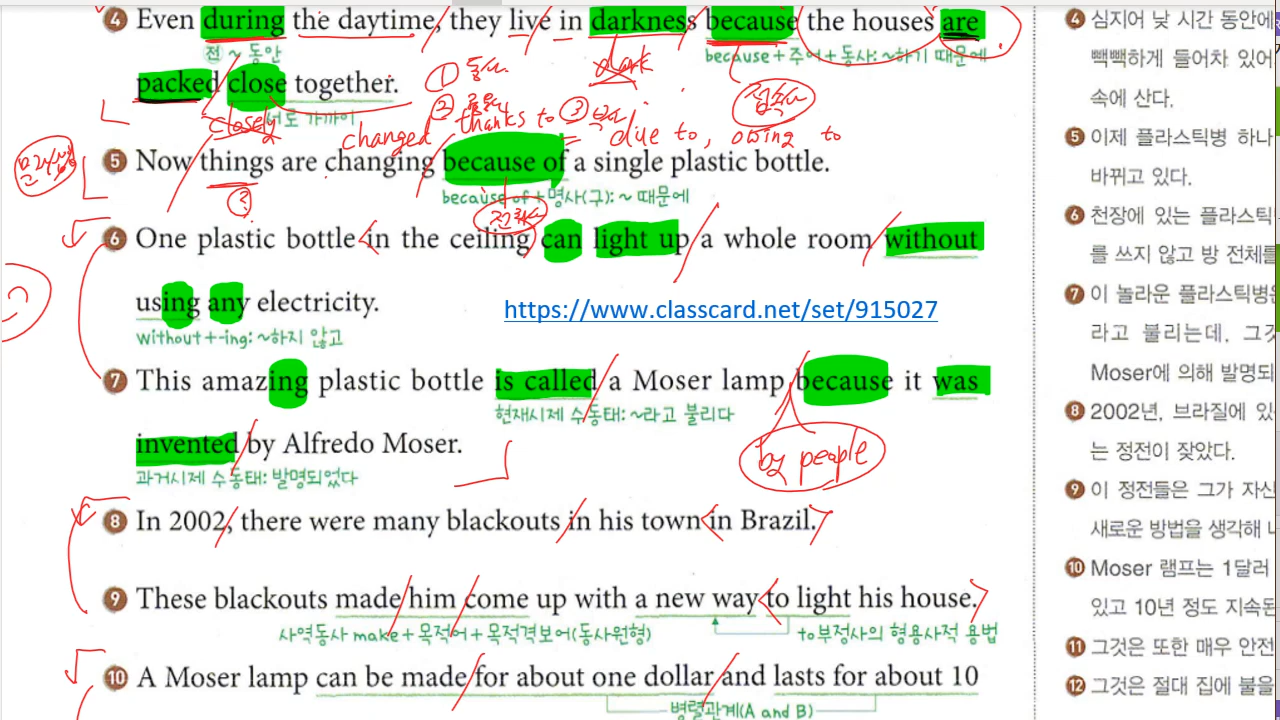 ④ Even during the daytime, they live in darkness because the houses are
전 ~ 동안
because + 주어 + 동사: ~하기 때문에
packed close together.
① 동사
dark
접속사
closely
너도 가까이
changed
② thanks to ③
= due to, owing to
⑤ Now things are changing because of a single plastic bottle.
because of + 명사(구): ~ 때문에
전치사
⑥ One plastic bottle in the ceiling can light up a whole room without
using any electricity.
https://www.classcard.net/set/915027
without + -ing: ~하지 않고
⑦ This amazing plastic bottle is called a Moser lamp because it was
현재시제 수동태: ~라고 불리다
invented by Alfredo Moser.
by people
과거시제 수동태: 발명되었다
⑧ In 2002, there were many blackouts in his town in Brazil.
⑨ These blackouts made him come up with a new way to light his house.
사역동사 make + 목적어 + 목적격보어(동사원형)
to부정사의 형용사적 용법
⑩ A Moser lamp can be made for about one dollar and lasts for about 10
병렬관계(A and B)
④ 심지어 낮 시간 동안에
빽빽하게 들어차 있어
속에 산다.
⑤ 이제 플라스틱병 하나
바뀌고 있다.
⑥ 천장에 있는 플라스틱
를 쓰지 않고 방 전체를
⑦ 이 놀라운 플라스틱병은
라고 불리는데, 그것
Moser에 의해 발명되
⑧ 2002년, 브라질에 있
는 정전이 잦았다.
⑨ 이 정전들은 그가 자신
새로운 방법을 생각해 내
⑩ Moser 램프는 1달러
있고 10년 정도 지속된
⑪ 그것은 또한 매우 안전
⑫ 그것은 절대 집에 불을